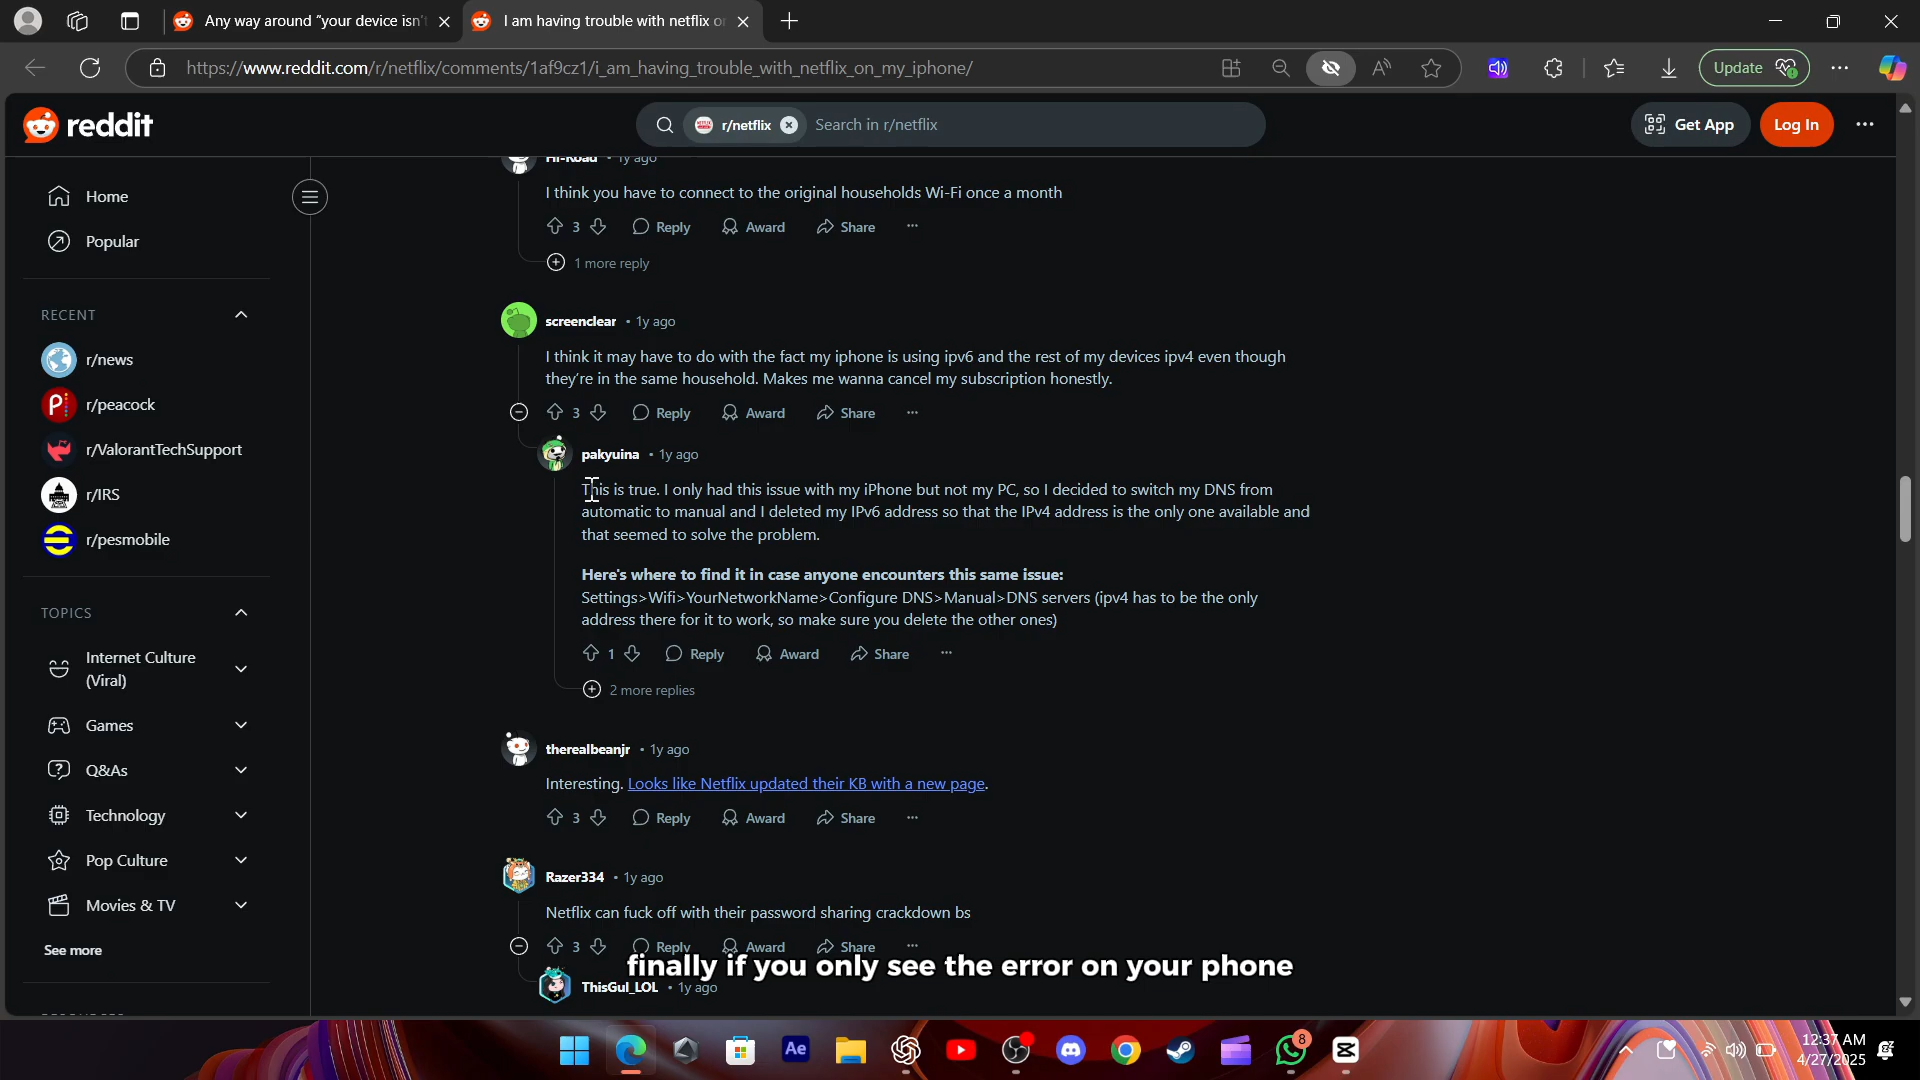 Any way around "your device isn'
I am having trouble with netflix o
https://www.reddit.com/r/netflix/comments/1af9cz1/i_am_having_trouble_with_netflix_on_my_iphone/
Update
reddit
r/netflix
Search in r/netflix
Get App
Log In
Home
Popular
RECENT
r/news
r/peacock
r/ValorantTechSupport
r/IRS
r/pesmobile
TOPICS
Internet Culture
(Viral)
Games
Q&As
Technology
Pop Culture
Movies & TV
See more
Hi-Road • 1y ago
I think you have to connect to the original households Wi-Fi once a month
3 Reply Award Share
1 more reply
screenclear • 1y ago
I think it may have to do with the fact my iphone is using ipv6 and the rest of my devices ipv4 even though
they're in the same household. Makes me wanna cancel my subscription honestly.
3 Reply Award Share
pakyuina • 1y ago
This is true. I only had this issue with my iPhone but not my PC, so I decided to switch my DNS from
automatic to manual and I deleted my IPv6 address so that the IPv4 address is the only one available and
that seemed to solve the problem.
Here's where to find it in case anyone encounters this same issue:
Settings>Wifi>YourNetworkName>Configure DNS>Manual>DNS servers (ipv4 has to be the only
address there for it to work, so make sure you delete the other ones)
1 Reply Award Share
2 more replies
therealbeanjr • 1y ago
Interesting. Looks like Netflix updated their KB with a new page.
3 Reply Award Share
Razer334 • 1y ago
Netflix can fuck off with their password sharing crackdown bs
3 Reply Award Share
finally if you only see the error on your phone
ThisGul_LOL • 1y ago
Ae
8
12:37 AM
4/27/2025